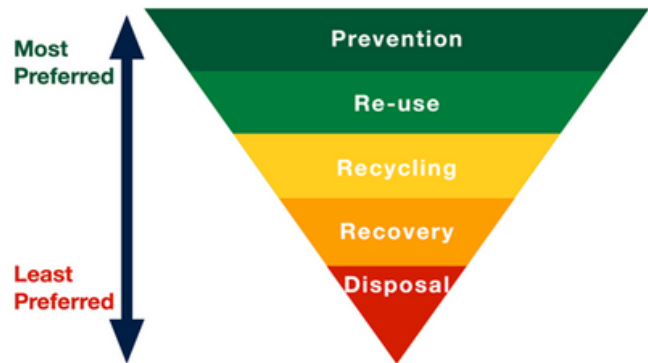 Prevention
Most
Preferred
Re-use
Recycling
Recovery
Least
Preferred
Disposal